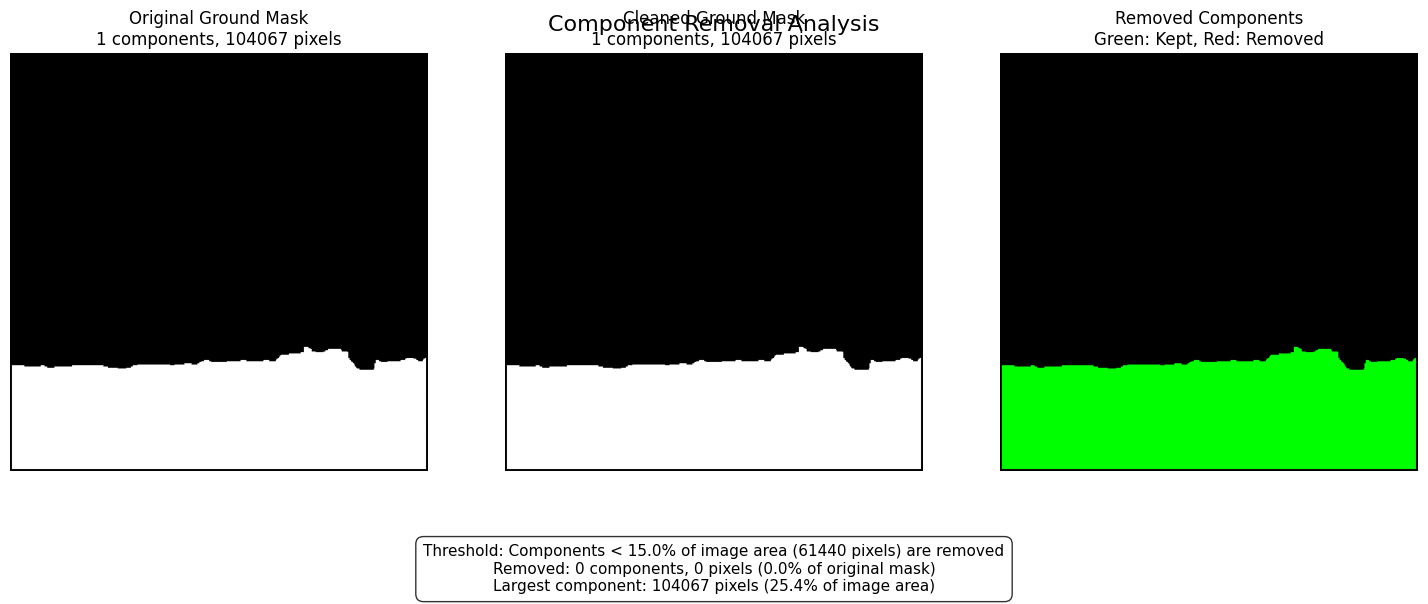 Component Removal Analysis
Original Ground Mask
1 components, 104067 pixels
Cleaned Ground Mask
1 components, 104067 pixels
Removed Components
Green: Kept, Red: Removed
Threshold: Components < 15.0% of image area (61440 pixels) are removed
Removed: 0 components, 0 pixels (0.0% of original mask)
Largest component: 104067 pixels (25.4% of image area)